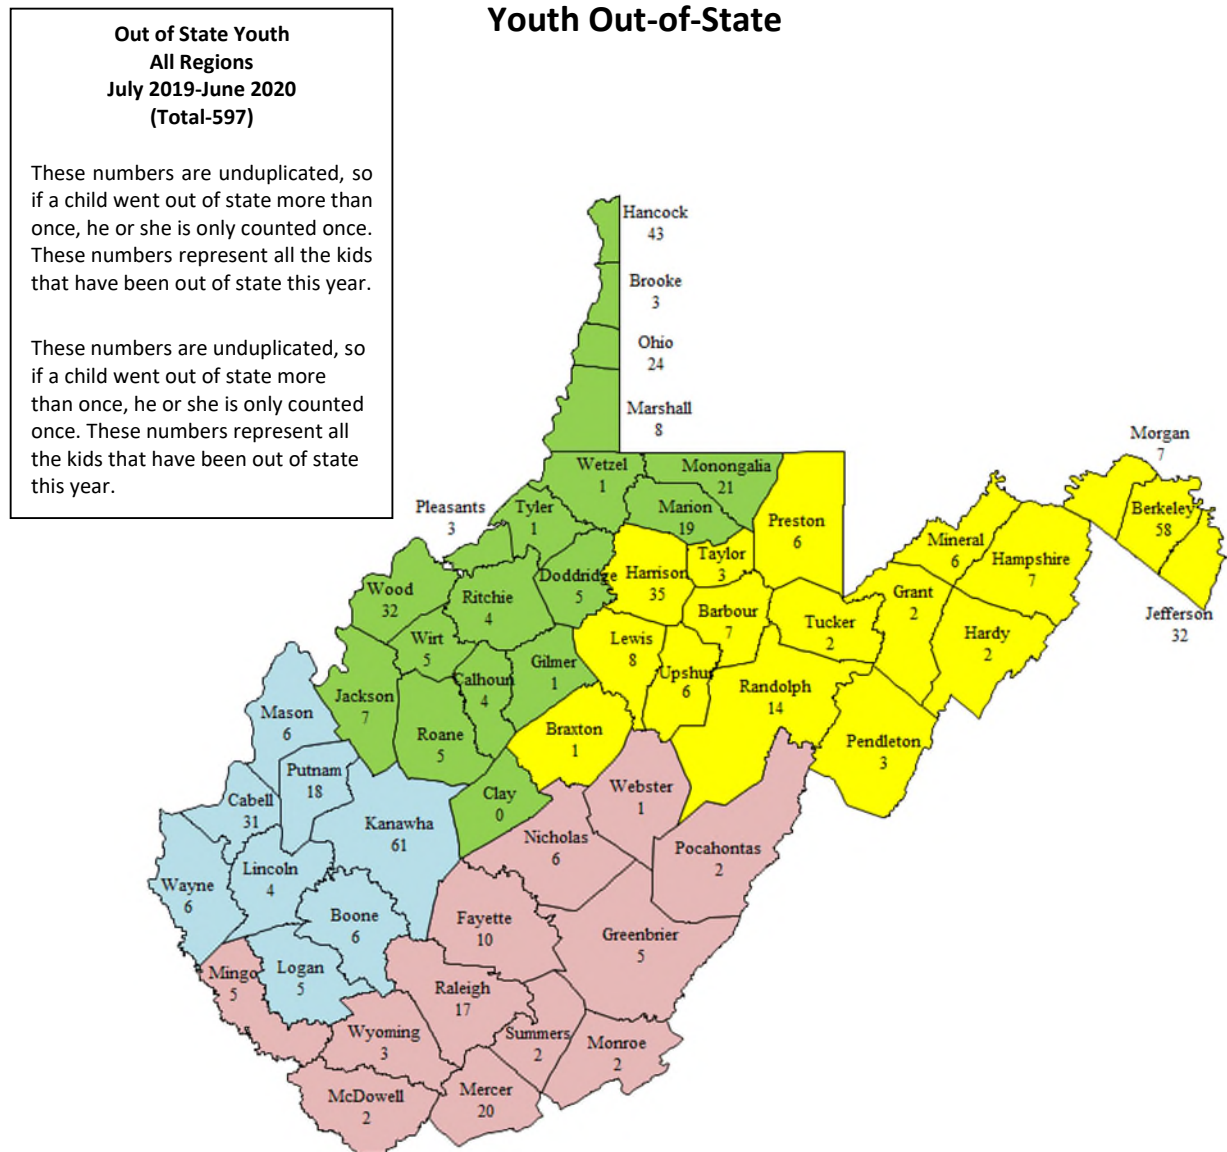 Youth Out-of-State
Out of State Youth
All Regions
July 2019-June 2020
(Total-597)
These numbers are unduplicated, so
if a child went out of state more than
once, he or she is only counted once.
These numbers represent all the kids
that have been out of state this year.
These numbers are unduplicated, so
if a child went out of state more
than once, he or she is only counted
once. These numbers represent all
the kids that have been out of state
this year.
Hancock
43
Brooke
3
Ohio
24
Marshall
8
Wetzel
1
Monongalia
21
Marion
19
Pleasants
3
Tyler
1
Doddridge
5
Wood
32
Ritchie
4
Wirt
5
Calhoun
4
Gilmer
1
Jackson
7
Roane
5
Clay
0
Morgan
7
Berkeley
58
Jefferson
32
Preston
6
Mineral
6
Hampshire
7
Taylor
3
Harrison
35
Barbour
7
Tucker
2
Grant
2
Hardy
2
Lewis
8
Upshur
6
Randolph
14
Braxton
1
Pendleton
3
Mason
6
Putnam
18
Cabell
31
Kanawha
61
Lincoln
4
Wayne
6
Boone
6
Logan
5
Webster
1
Nicholas
6
Pocahontas
2
Fayette
10
Greenbrier
5
Mingo
5
Raleigh
17
Wyoming
3
Summers
2
Monroe
2
McDowell
2
Mercer
20